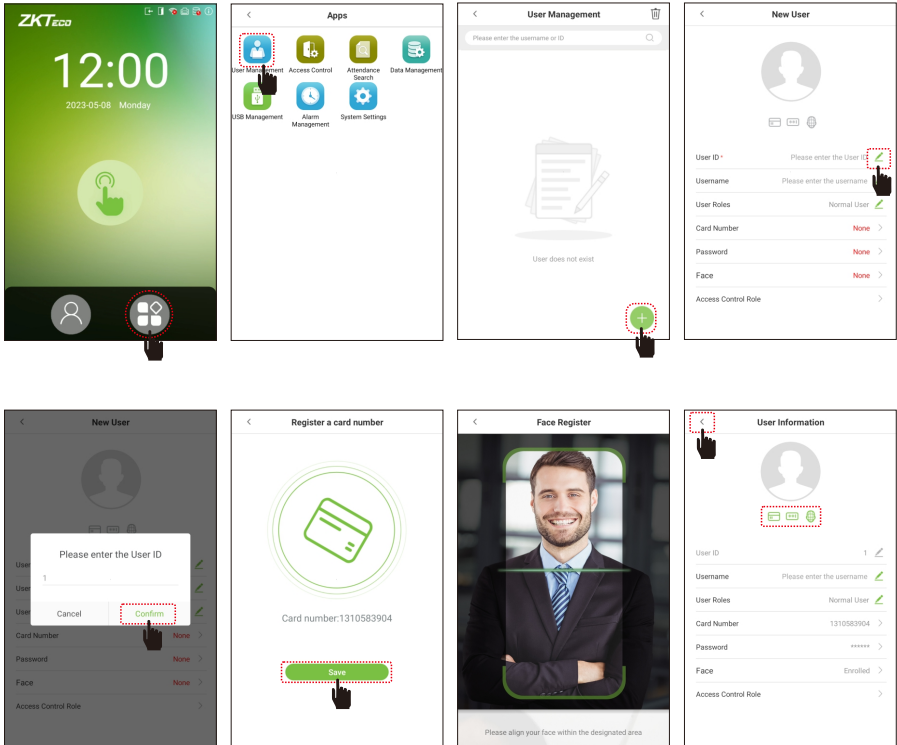 ZKTECO
12:00
2023-05-08 Monday
Apps
User Management
Access Control
Attendance
Search
Data Management
USB Management
Alarm
Management
System Settings
User Management
Please enter the username or ID
User does not exist
New User
User ID *
Please enter the User ID
Username
Please enter the username
User Roles
Normal User
Card Number
None
Password
None
Face
None
Access Control Role
New User
Please enter the User ID
1
Cancel
Confirm
User
User
User
Card Number
None
Password
None
Face
None
Access Control Role
Register a card number
Card number:1310583904
Save
Face Register
Please align your face within the designated area
User Information
User ID
1
Username
Please enter the username
User Roles
Normal User
Card Number
1310583904
Password
******
Face
Enrolled
Access Control Role